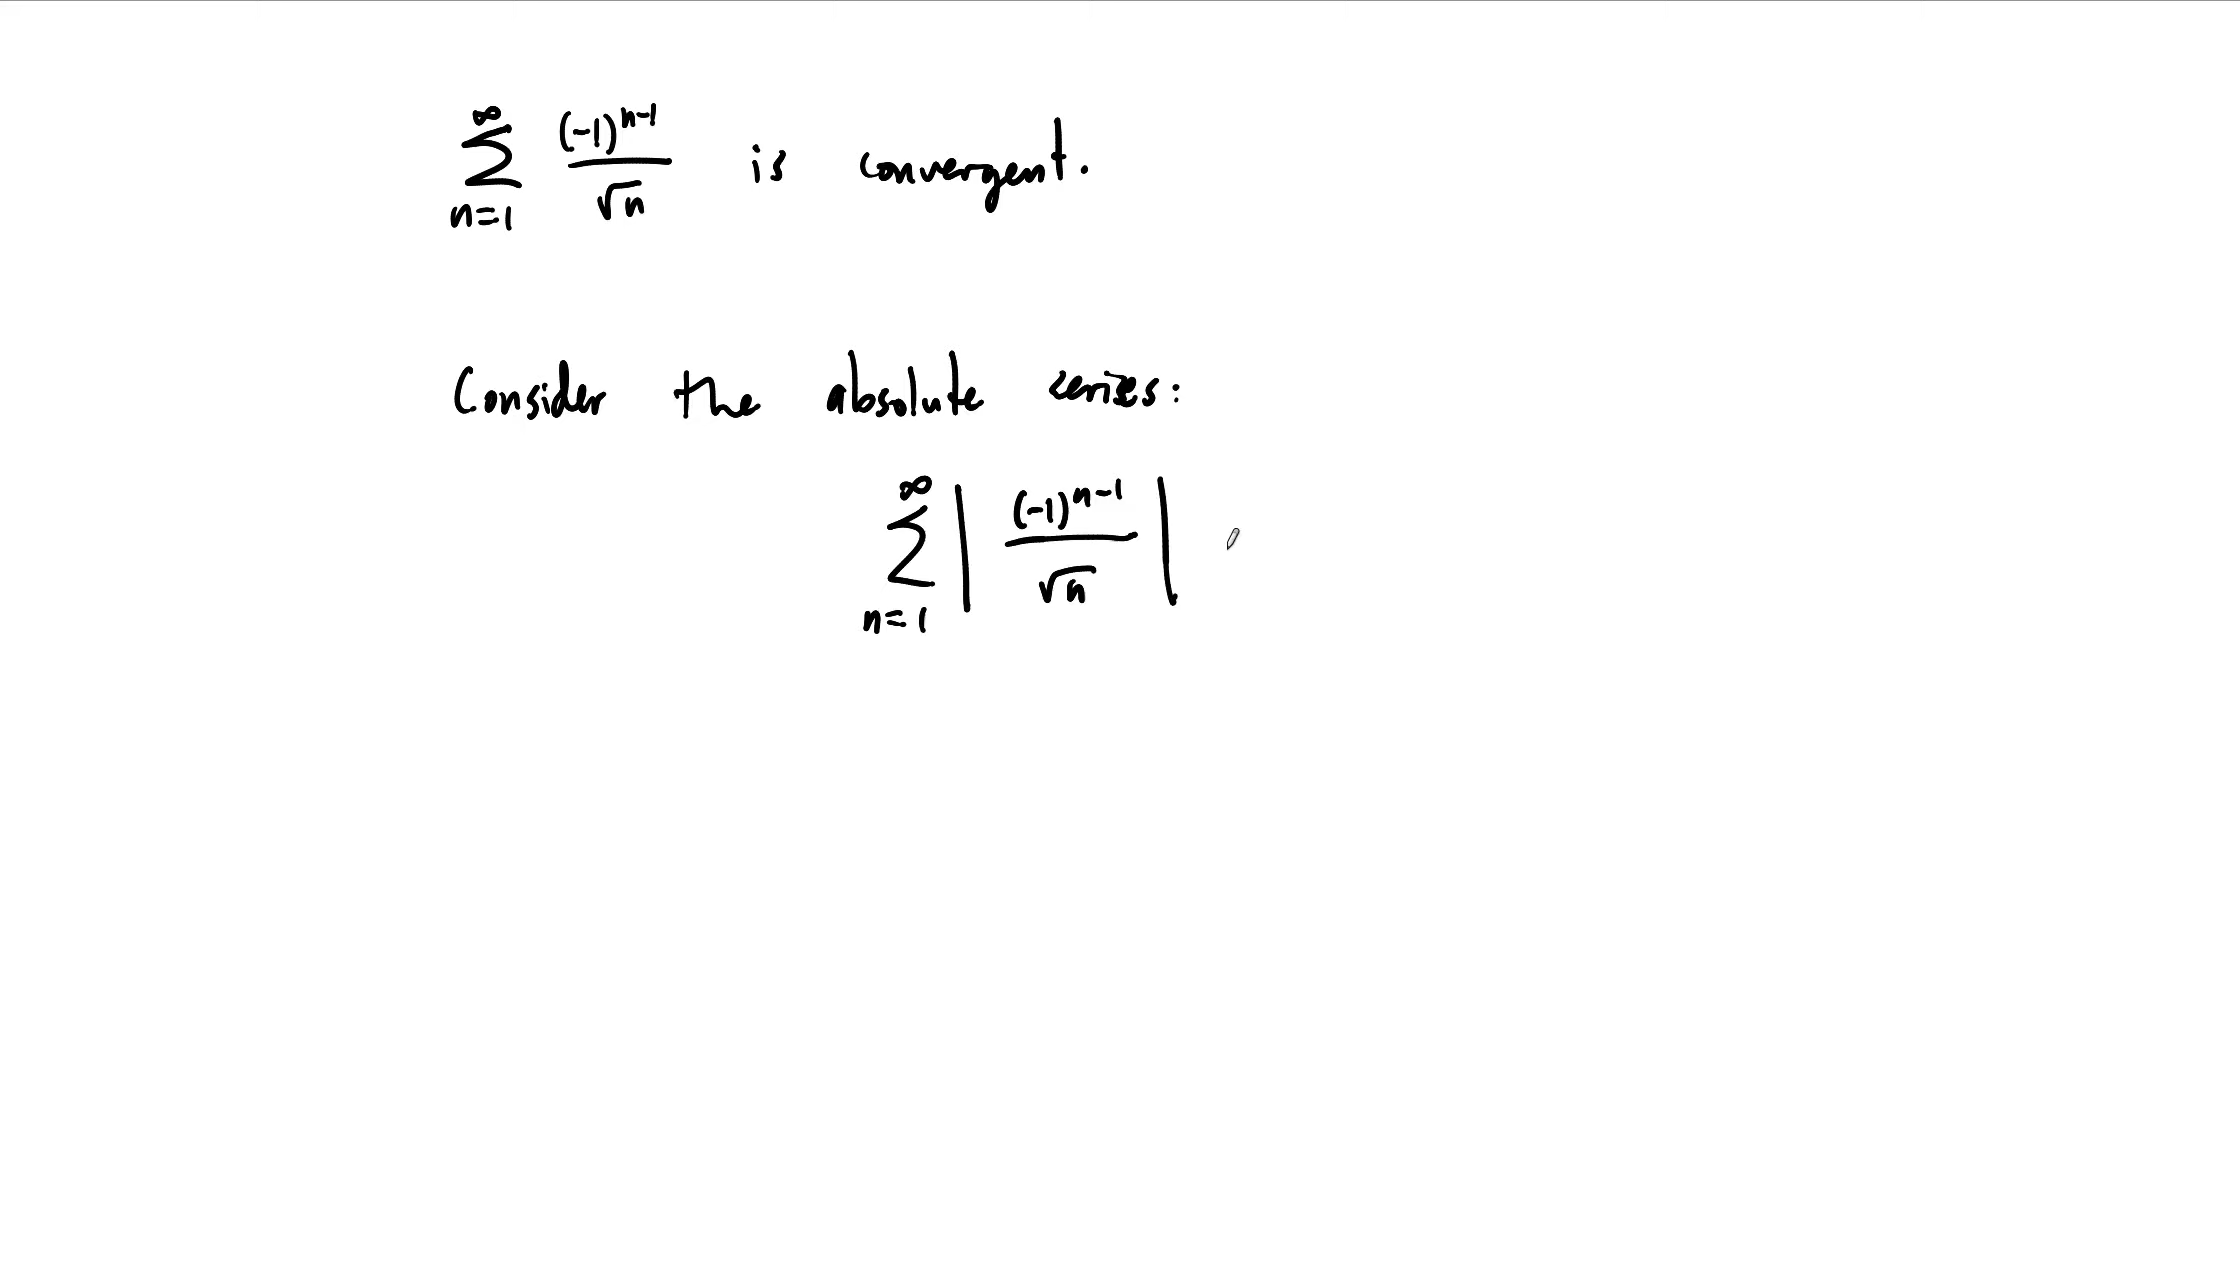 ∑_{n=1}^{∞} (-1)^{n-1}/√n is convergent.
Consider the absolute series:
∑_{n=1}^{∞} | (-1)^{n-1}/√n |